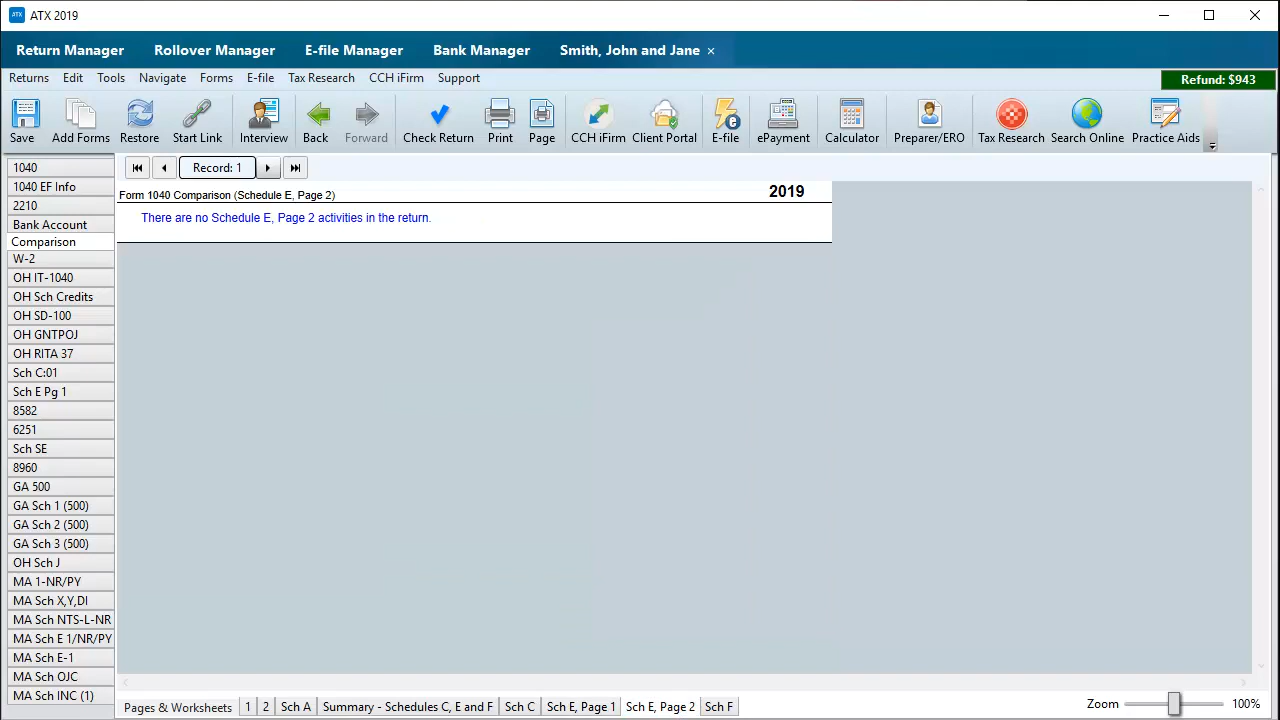 ATX ATX 2019
Return Manager Rollover Manager E-file Manager Bank Manager Smith, John and Jane ×
Returns Edit Tools Navigate Forms E-file Tax Research CCH iFirm Support Refund: $943
Save Add Forms Restore Start Link Interview Back Forward Check Return Print Page CCH iFirm Client Portal E-file ePayment Calculator Preparer/ERO Tax Research Search Online Practice Aids
1040
1040 EF Info
2210
Bank Account
Comparison
W-2
OH IT-1040
OH Sch Credits
OH SD-100
OH GNTPOJ
OH RITA 37
Sch C:01
Sch E Pg 1
8582
6251
Sch SE
8960
GA 500
GA Sch 1 (500)
GA Sch 2 (500)
GA Sch 3 (500)
OH Sch J
MA 1-NR/PY
MA Sch X,Y,DI
MA Sch NTS-L-NR
MA Sch E 1/NR/PY
MA Sch E-1
MA Sch OJC
MA Sch INC (1)
Record: 1
Form 1040 Comparison (Schedule E, Page 2) 2019
There are no Schedule E, Page 2 activities in the return.
Pages & Worksheets 1 2 Sch A Summary - Schedules C, E and F Sch C Sch E, Page 1 Sch E, Page 2 Sch F
Zoom 100%